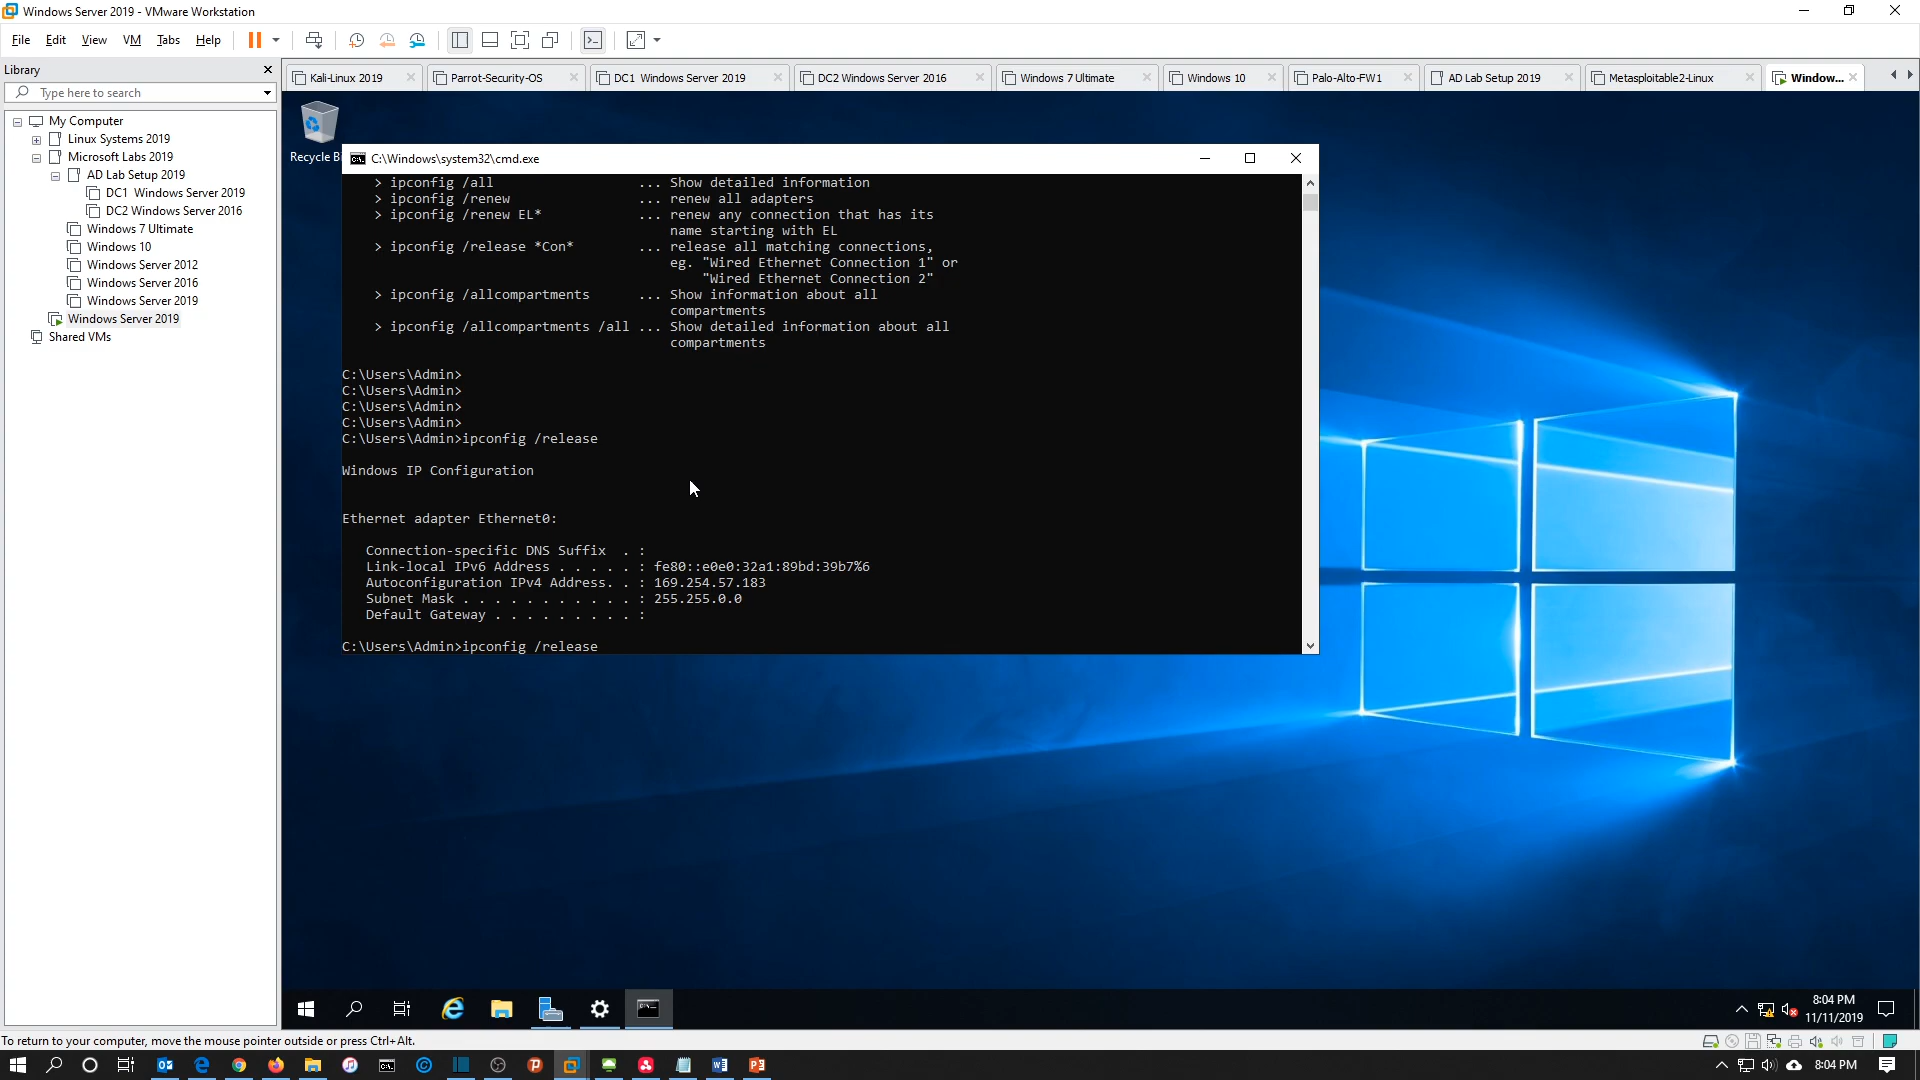 Windows Server 2019 - VMware Workstation
File Edit View VM Tabs Help
Library
Type here to search
My Computer
Linux Systems 2019
Microsoft Labs 2019
AD Lab Setup 2019
DC1 Windows Server 2019
DC2 Windows Server 2016
Windows 7 Ultimate
Windows 10
Windows Server 2012
Windows Server 2016
Windows Server 2019
Windows Server 2019
Shared VMs
Kali-Linux 2019 Parrot-Security-OS DC1 Windows Server 2019 DC2 Windows Server 2016 Windows 7 Ultimate Windows 10 Palo-Alto-FW1 AD Lab Setup 2019 Metasploitable2-Linux Window...
Recycle Bi
C:\Windows\system32\cmd.exe
> ipconfig /all ... Show detailed information
> ipconfig /renew ... renew all adapters
> ipconfig /renew EL* ... renew any connection that has its
name starting with EL
> ipconfig /release *Con* ... release all matching connections,
eg. "Wired Ethernet Connection 1" or
"Wired Ethernet Connection 2"
> ipconfig /allcompartments ... Show information about all
compartments
> ipconfig /allcompartments /all ... Show detailed information about all
compartments
C:\Users\Admin>
C:\Users\Admin>
C:\Users\Admin>
C:\Users\Admin>
C:\Users\Admin>ipconfig /release
Windows IP Configuration
Ethernet adapter Ethernet0:
Connection-specific DNS Suffix . :
Link-local IPv6 Address . . . . . : fe80::e0e0:32a1:89bd:39b7%6
Autoconfiguration IPv4 Address. . : 169.254.57.183
Subnet Mask . . . . . . . . . . . : 255.255.0.0
Default Gateway . . . . . . . . . :
C:\Users\Admin>ipconfig /release
8:04 PM
11/11/2019
To return to your computer, move the mouse pointer outside or press Ctrl+Alt.
8:04 PM